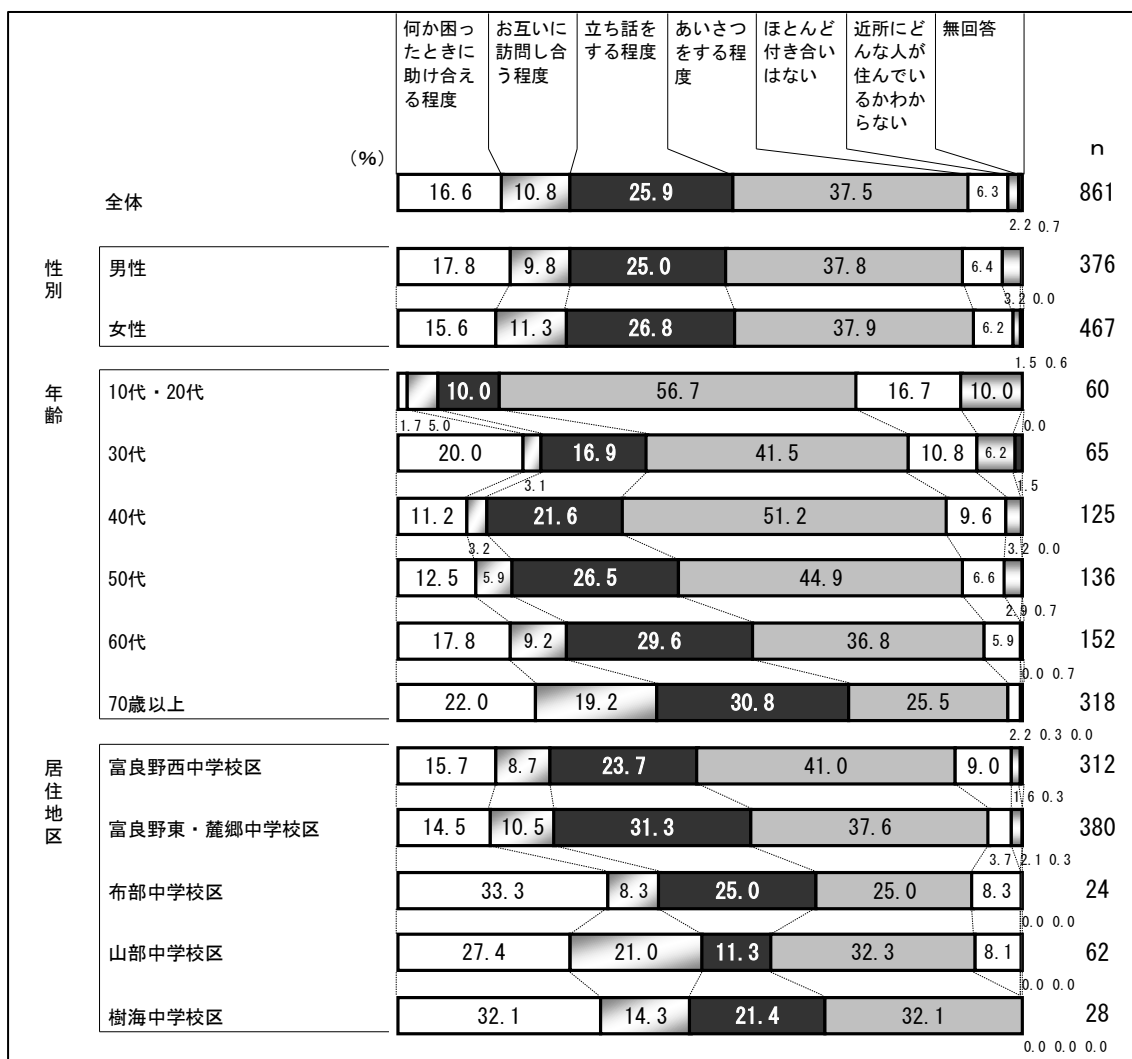 何か困っ
たときに
助け合え
る程度
お互いに
訪問し合
う程度
立ち話を
する程度
あいさつ
をする程
度
ほとんど
付き合い
はない
近所にど
んな人が
住んでい
るかわか
らない
無回答
(%)
n
全体 16.6 10.8 25.9 37.5 6.3 861
2.2 0.7
性別
男性 17.8 9.8 25.0 37.8 6.4 376
3.2 0.0
女性 15.6 11.3 26.8 37.9 6.2 467
1.5 0.6
年齢
10代・20代 10.0 56.7 16.7 10.0 60
1.7 5.0 0.0
30代 20.0 16.9 41.5 10.8 6.2 65
3.1 1.5
40代 11.2 21.6 51.2 9.6 125
3.2 3.2 0.0
50代 12.5 5.9 26.5 44.9 6.6 136
2.9 0.7
60代 17.8 9.2 29.6 36.8 5.9 152
0.0 0.7
70歳以上 22.0 19.2 30.8 25.5 318
2.2 0.3 0.0
居住地区
富良野西中学校区 15.7 8.7 23.7 41.0 9.0 312
1.6 0.3
富良野東・麓郷中学校区 14.5 10.5 31.3 37.6 380
3.7 2.1 0.3
布部中学校区 33.3 8.3 25.0 25.0 8.3 24
0.0 0.0
山部中学校区 27.4 21.0 11.3 32.3 8.1 62
0.0 0.0
樹海中学校区 32.1 14.3 21.4 32.1 28
0.0 0.0 0.0